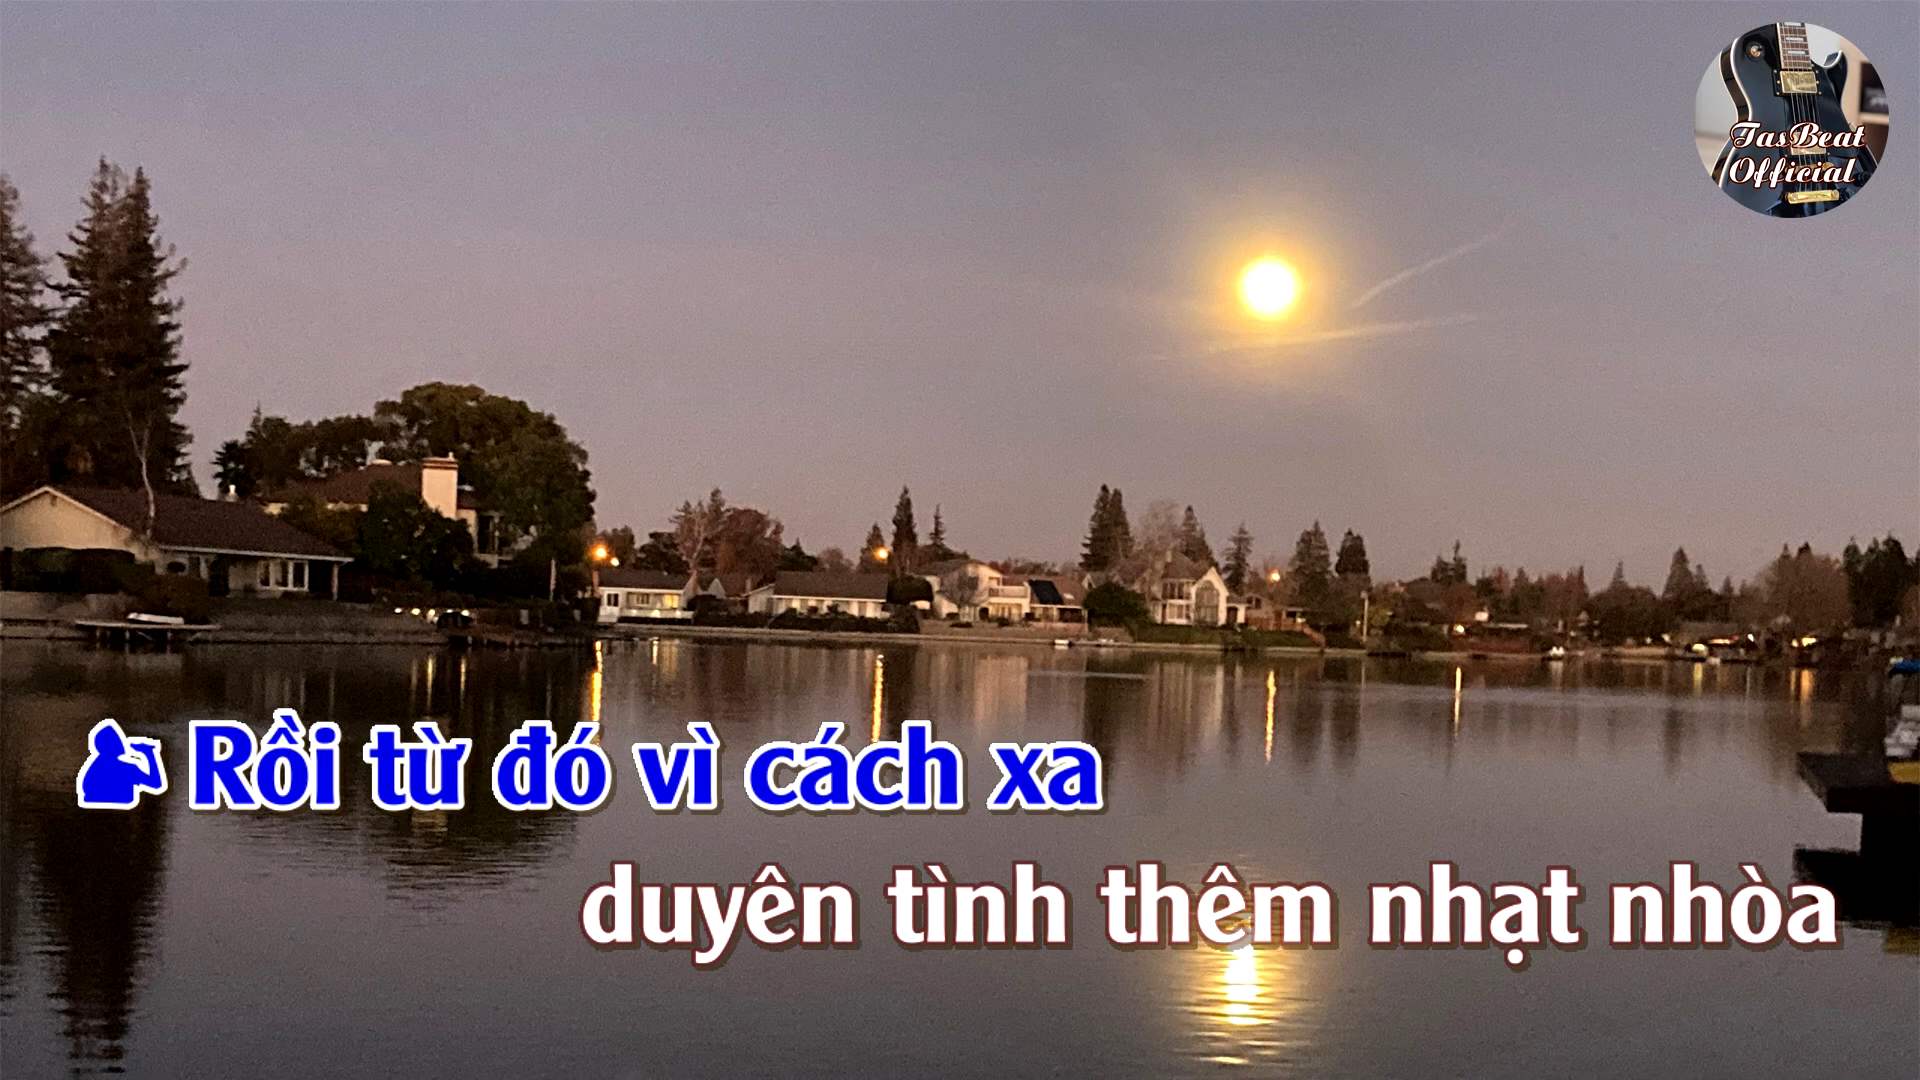 TasBeat
Official
Rồi từ đó vì cách xa
duyên tình thêm nhạt nhòa